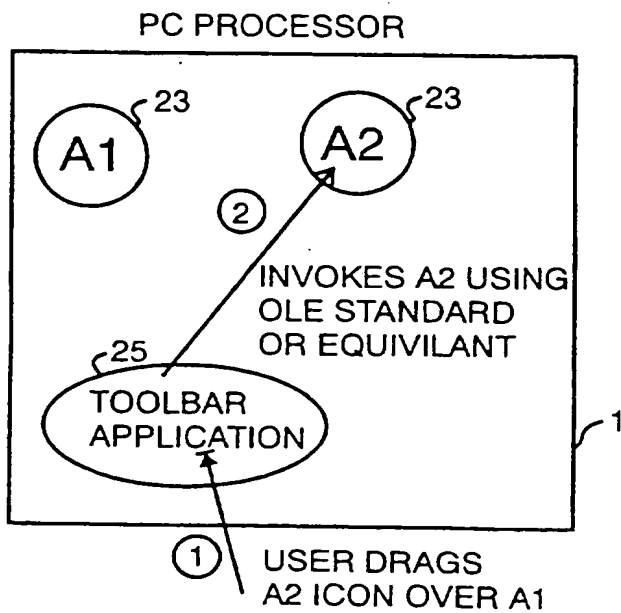 PC PROCESSOR
23
23
A1
A2
2
INVOKES A2 USING
OLE STANDARD
OR EQUIVILANT
25
TOOLBAR
APPLICATION
1
1
USER DRAGS
A2 ICON OVER A1